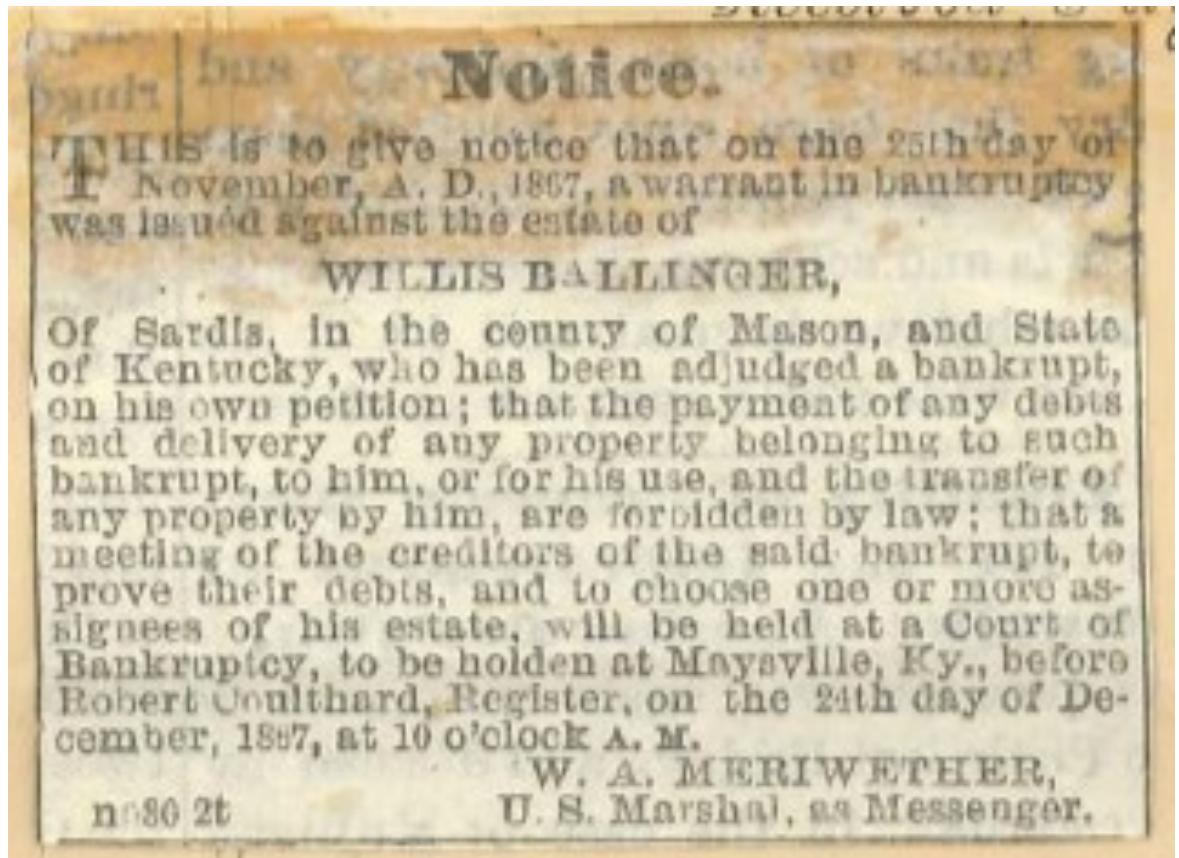 Notice.
THIS is to give notice that on the 25th day of
November, A. D., 1867, a warrant in bankruptcy
was issued against the estate of
WILLIS BALLINGER,
Of Sardis, in the county of Mason, and State
of Kentucky, who has been adjudged a bankrupt,
on his own petition; that the payment of any debts
and delivery of any property belonging to such
bankrupt, to him, or for his use, and the transfer of
any property by him, are forbidden by law; that a
meeting of the creditors of the said bankrupt, to
prove their debts, and to choose one or more as-
signees of his estate, will be held at a Court of
Bankruptcy, to be holden at Maysville, Ky., before
Robert Coulthard, Register, on the 24th day of De-
cember, 1867, at 10 o'clock A. M.
W. A. MERIWETHER,
U. S. Marshal, as Messenger.
2t